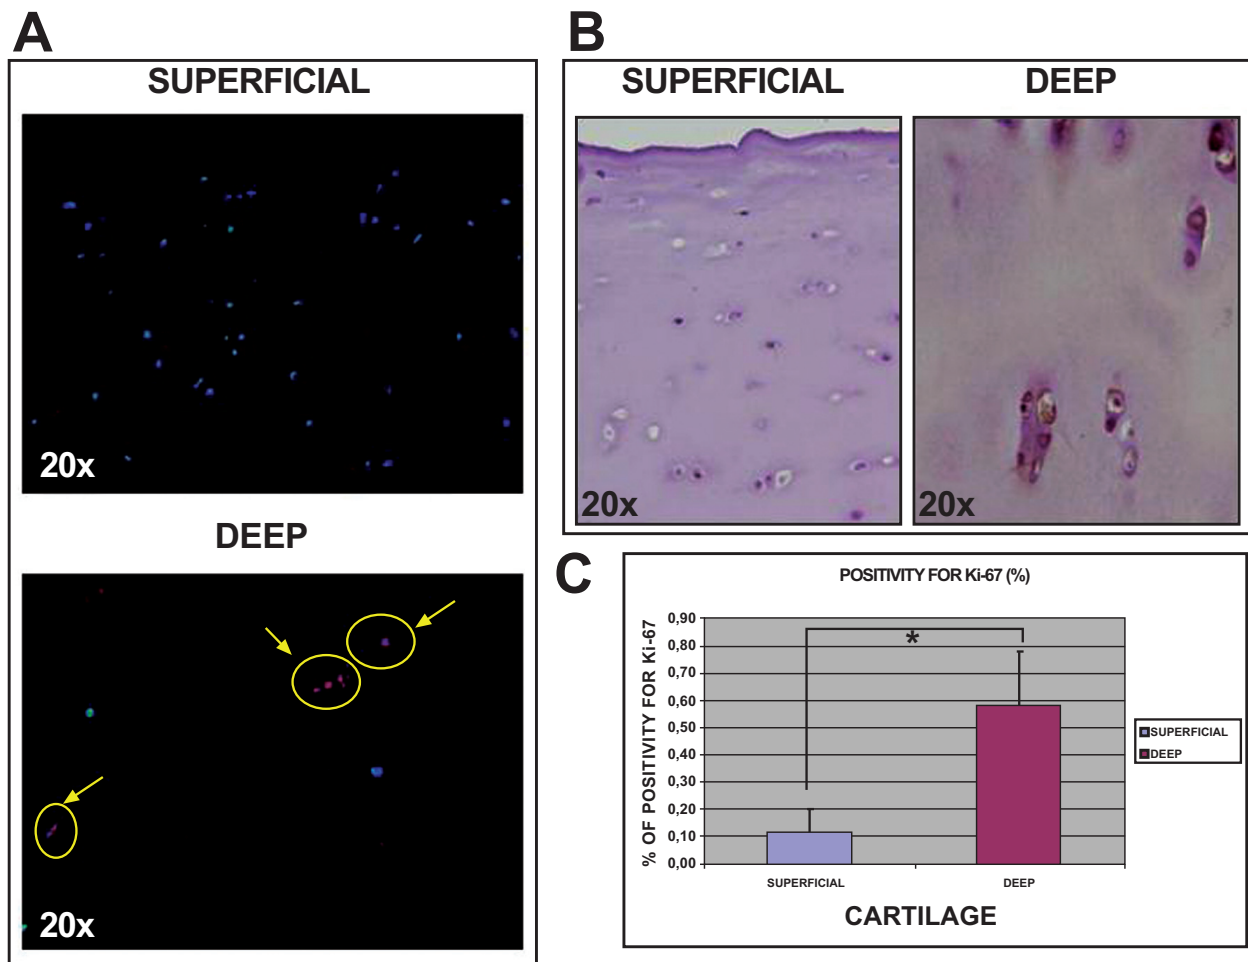 A
SUPERFICIAL
20x
DEEP
20x
B
SUPERFICIAL
DEEP
20x
20x
C
POSITIVITY FOR Ki-67 (%)
% OF POSITIVITY FOR Ki-67
0,90
0,80
0,70
0,60
0,50
0,40
0,30
0,20
0,10
0,00
*
SUPERFICIAL
DEEP
CARTILAGE
SUPERFICIAL
DEEP